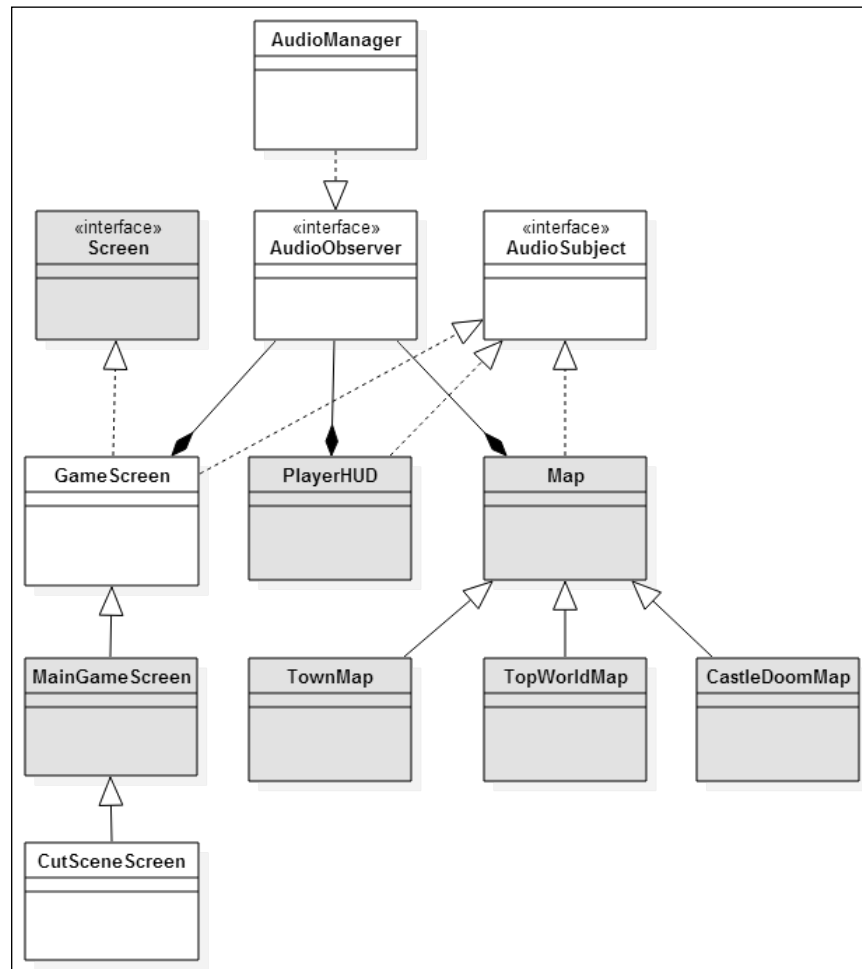 AudioManager
«interface»
Screen
«interface»
AudioObserver
«interface»
AudioSubject
GameScreen
PlayerHUD
Map
MainGameScreen
TownMap
TopWorldMap
CastleDoomMap
CutSceneScreen